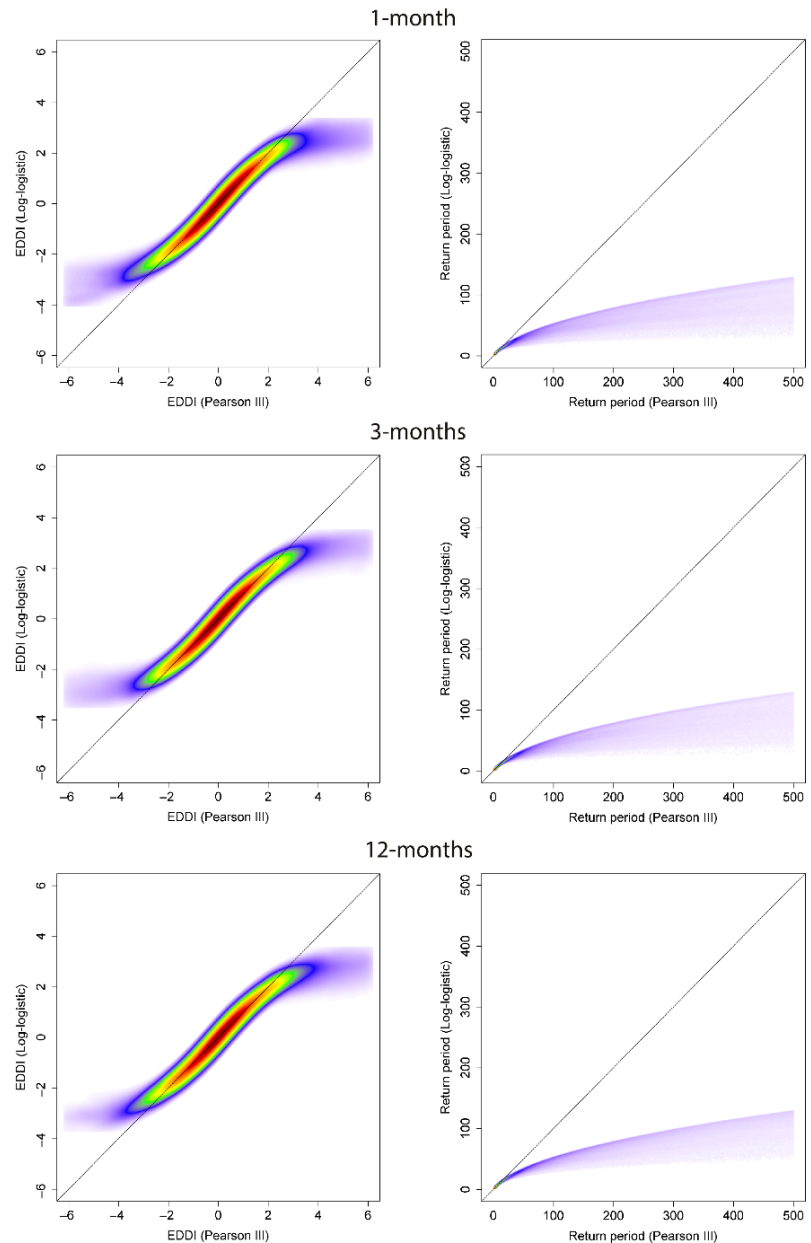 1-month
EDDI (Log-logistic)
6
4
2
0
−2
−4
−6
−6 −4 −2 0 2 4 6
EDDI (Pearson III)
Return period (Log-logistic)
500
400
300
200
100
0
0 100 200 300 400 500
Return period (Pearson III)
3-months
EDDI (Log-logistic)
6
4
2
0
−2
−4
−6
−6 −4 −2 0 2 4 6
EDDI (Pearson III)
Return period (Log-logistic)
500
400
300
200
100
0
0 100 200 300 400 500
Return period (Pearson III)
12-months
EDDI (Log-logistic)
6
4
2
0
−2
−4
−6
−6 −4 −2 0 2 4 6
EDDI (Pearson III)
Return period (Log-logistic)
500
400
300
200
100
0
0 100 200 300 400 500
Return period (Pearson III)